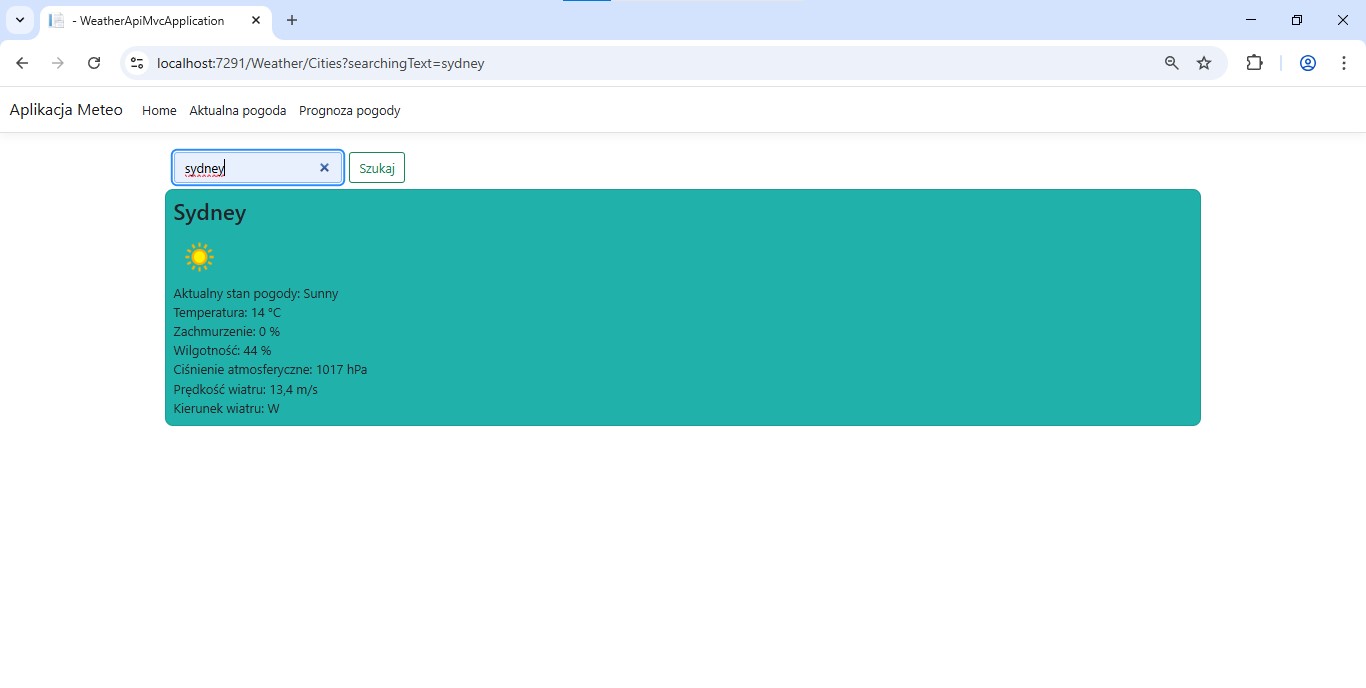 - WeatherApiMvcApplication
localhost:7291/Weather/Cities?searchingText=sydney
Aplikacja Meteo Home Aktualna pogoda Prognoza pogody
sydney Szukaj
Sydney
Aktualny stan pogody: Sunny
Temperatura: 14 °C
Zachmurzenie: 0 %
Wilgotność: 44 %
Ciśnienie atmosferyczne: 1017 hPa
Prędkość wiatru: 13,4 m/s
Kierunek wiatru: W